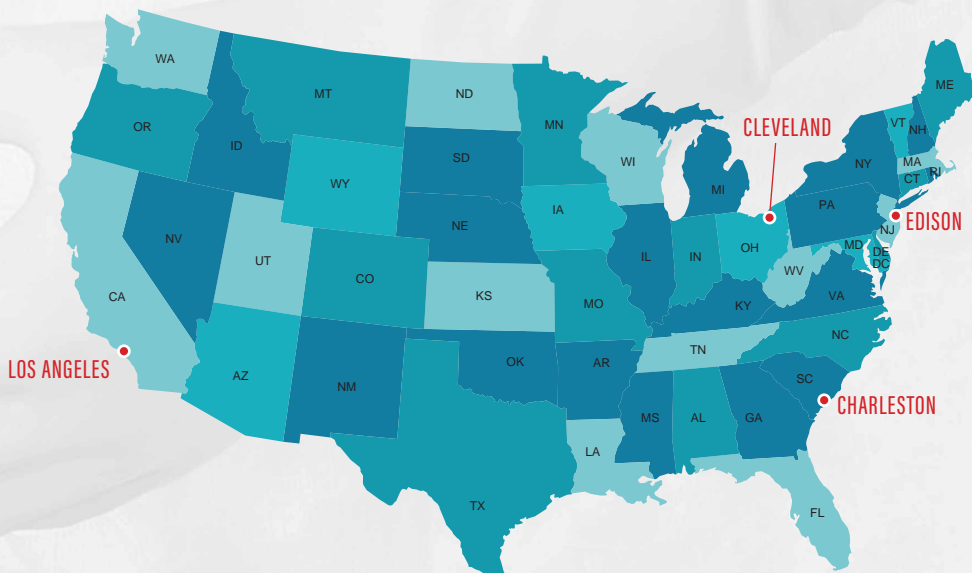 WA
MT
ND
MN
ME
VT
NH
OR
ID
SD
WI
CLEVELAND
NY
MA
CT
RI
WY
MI
PA
NE
IA
EDISON
NJ
NV
UT
CO
IL
IN
OH
MD
DE
DC
WV
VA
CA
KS
MO
KY
NC
LOS ANGELES
AZ
NM
OK
AR
TN
SC
CHARLESTON
MS
AL
GA
LA
TX
FL